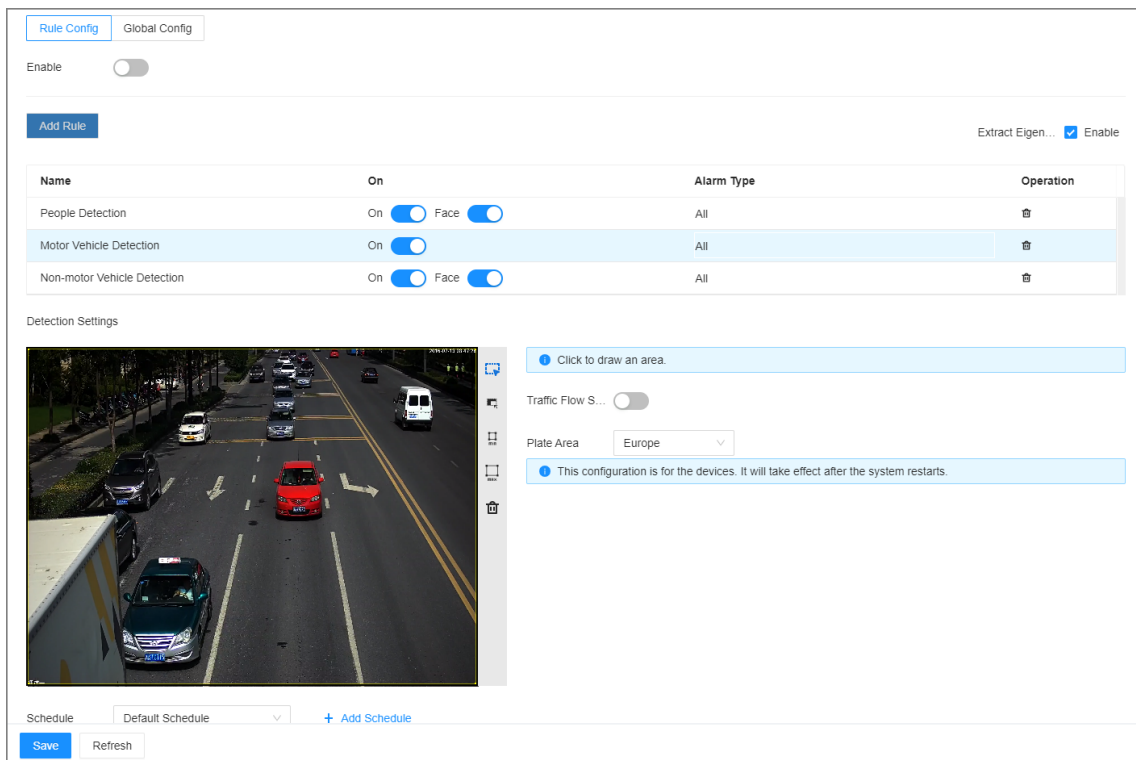 Rule Config Global Config
Enable
Add Rule
Extract Eigen... Enable
Name On Alarm Type Operation
People Detection On Face All
Motor Vehicle Detection On All
Non-motor Vehicle Detection On Face All
Detection Settings
Click to draw an area.
Traffic Flow S...
Plate Area Europe
min
This configuration is for the devices. It will take effect after the system restarts.
max
Schedule Default Schedule + Add Schedule
Save Refresh